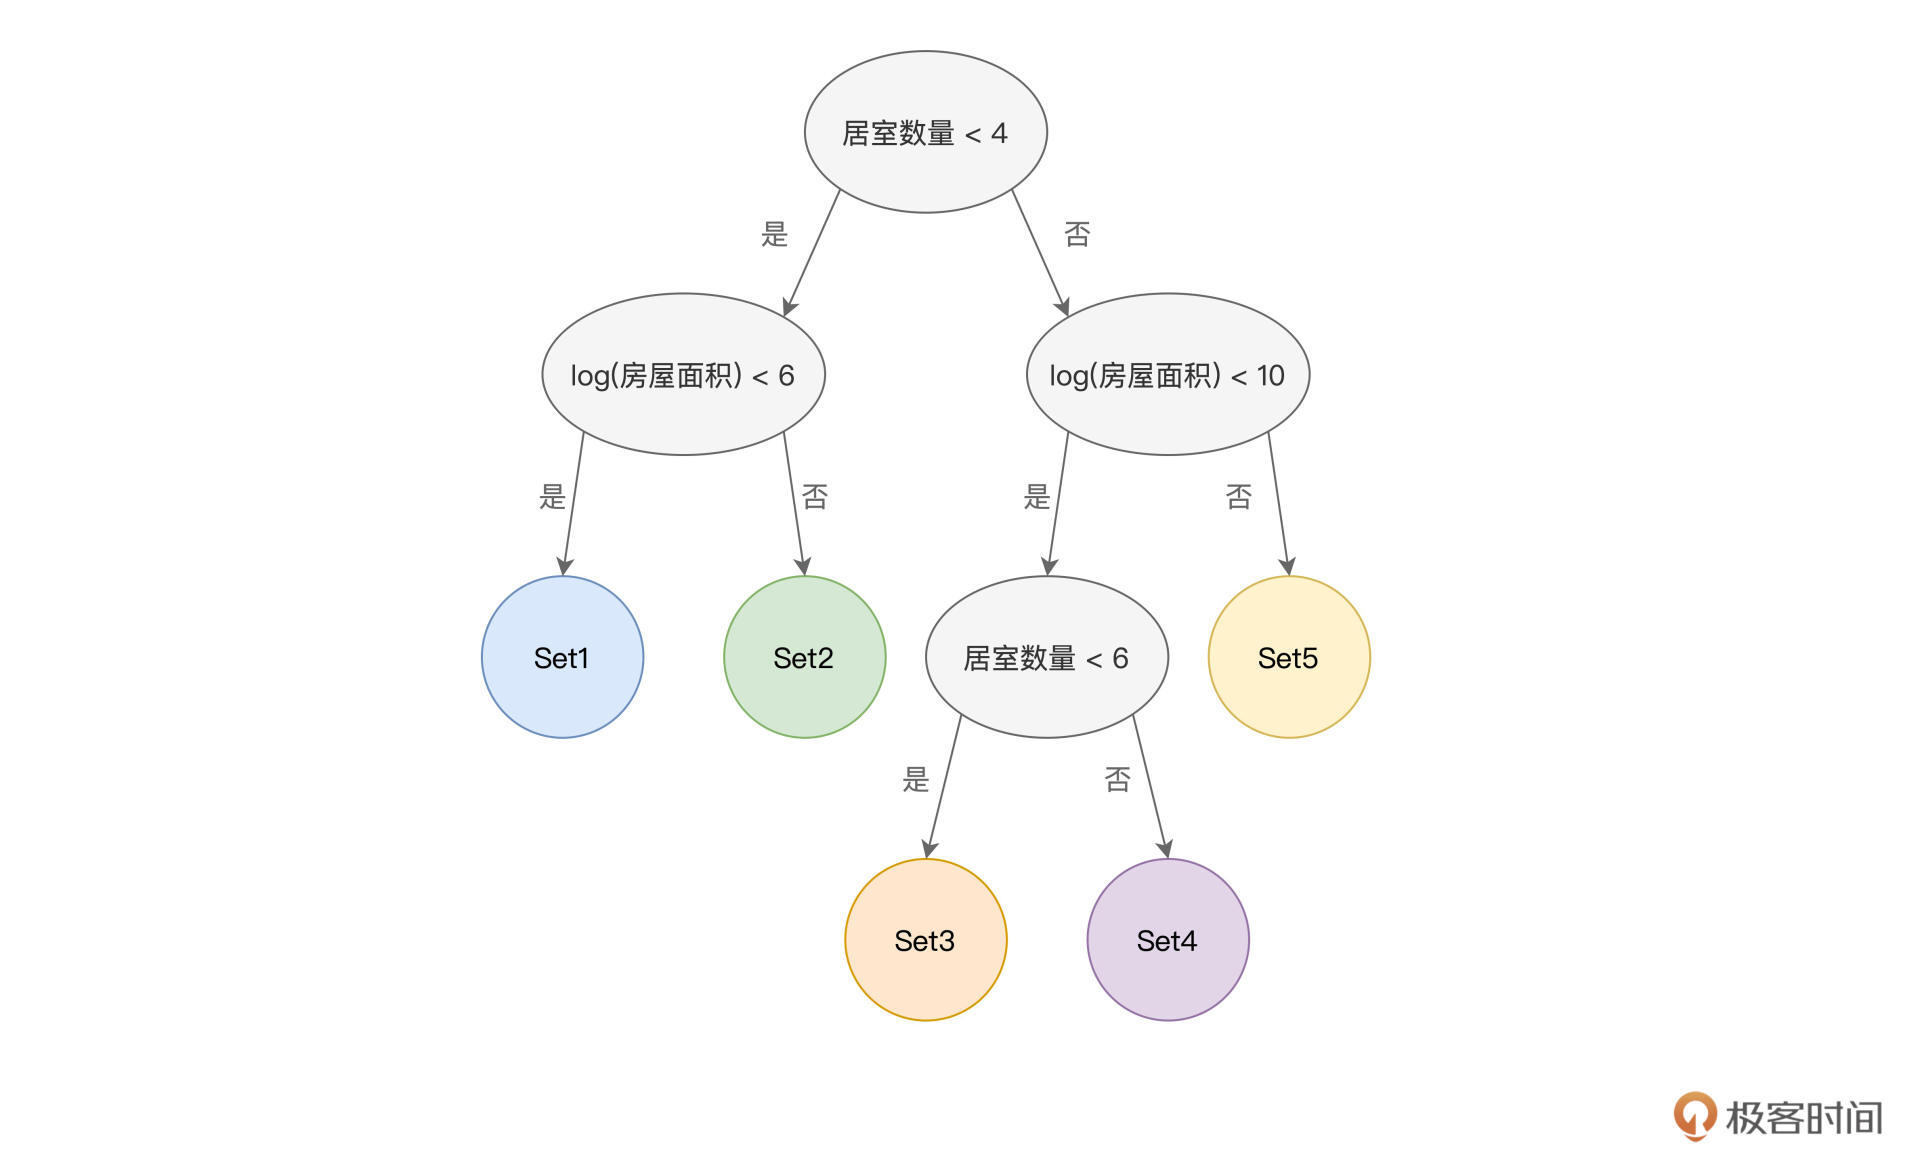 居室数量 < 4
是
否
log(房屋面积) < 6
log(房屋面积) < 10
是
否
是
否
Set1
Set2
居室数量 < 6
Set5
是
否
Set3
Set4
极客时间